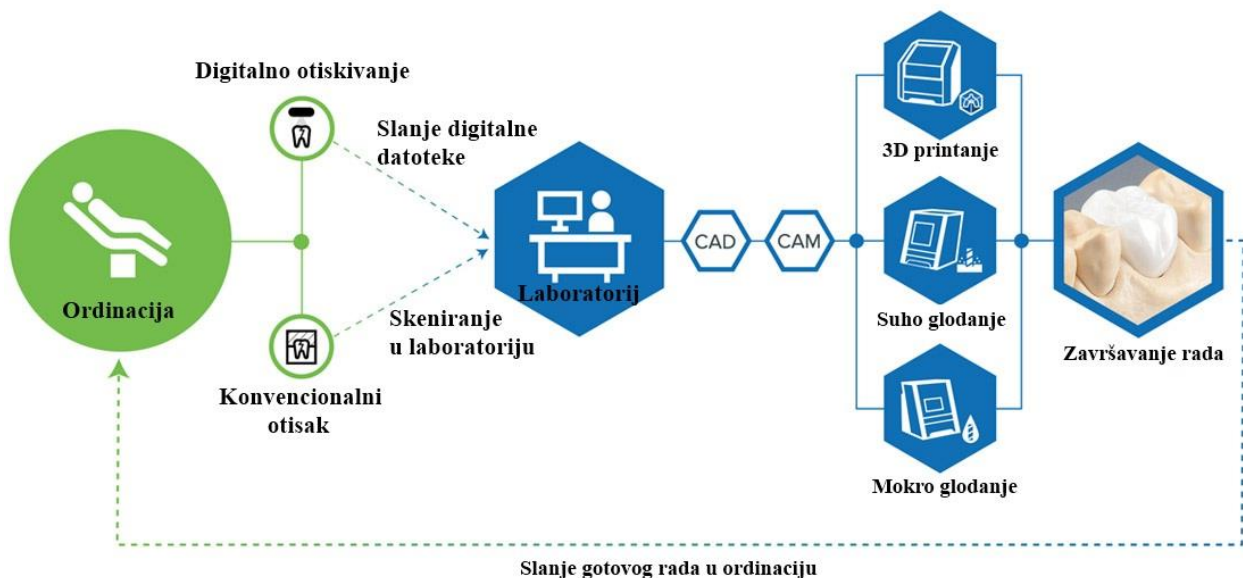 Digitalno otiskivanje
Slanje digitalne
datoteke
3D printanje
Ordinacija
Laboratorij
CAD
CAM
Skeniranje
u laboratoriju
Suho glodanje
Završavanje rada
Konvencionalni
otisak
Mokro glodanje
Slanje gotovog rada u ordinaciju